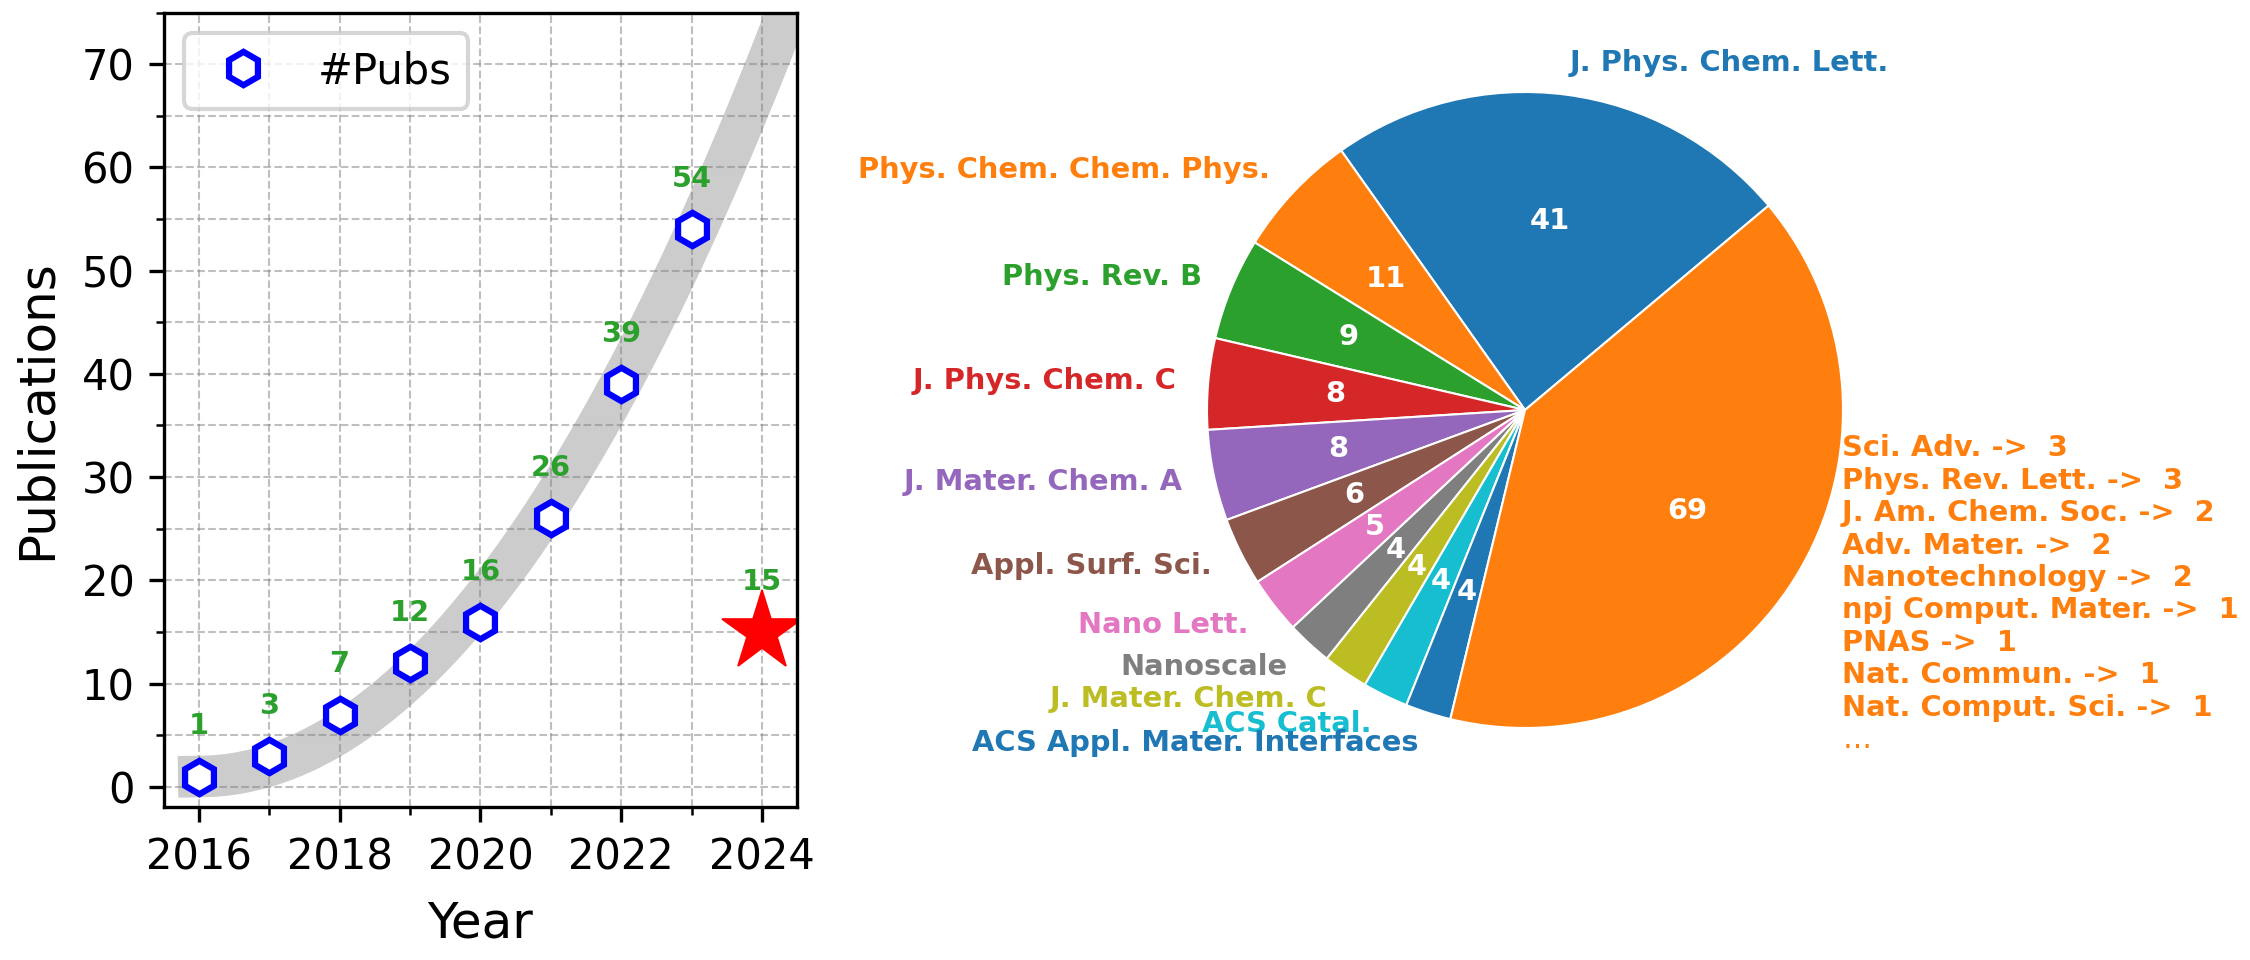 #Pubs
Publications
70
60
50
40
30
20
10
0
1
3
7
12
16
26
39
54
15
2016
2018
2020
2022
2024
Year
J. Phys. Chem. Lett.
Phys. Chem. Chem. Phys.
Phys. Rev. B
J. Phys. Chem. C
J. Mater. Chem. A
Appl. Surf. Sci.
Nano Lett.
Nanoscale
J. Mater. Chem. C
ACS Catal.
ACS Appl. Mater. Interfaces
41
11
9
8
8
6
5
4
4
4
4
69
Sci. Adv. -> 3
Phys. Rev. Lett. -> 3
J. Am. Chem. Soc. -> 2
Adv. Mater. -> 2
Nanotechnology -> 2
npj Comput. Mater. -> 1
PNAS -> 1
Nat. Commun. -> 1
Nat. Comput. Sci. -> 1
...